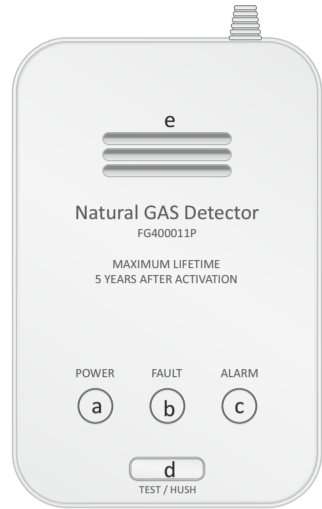 e
Natural GAS Detector
FG400011P
MAXIMUM LIFETIME
5 YEARS AFTER ACTIVATION
POWER FAULT ALARM
a b c
d
TEST / HUSH